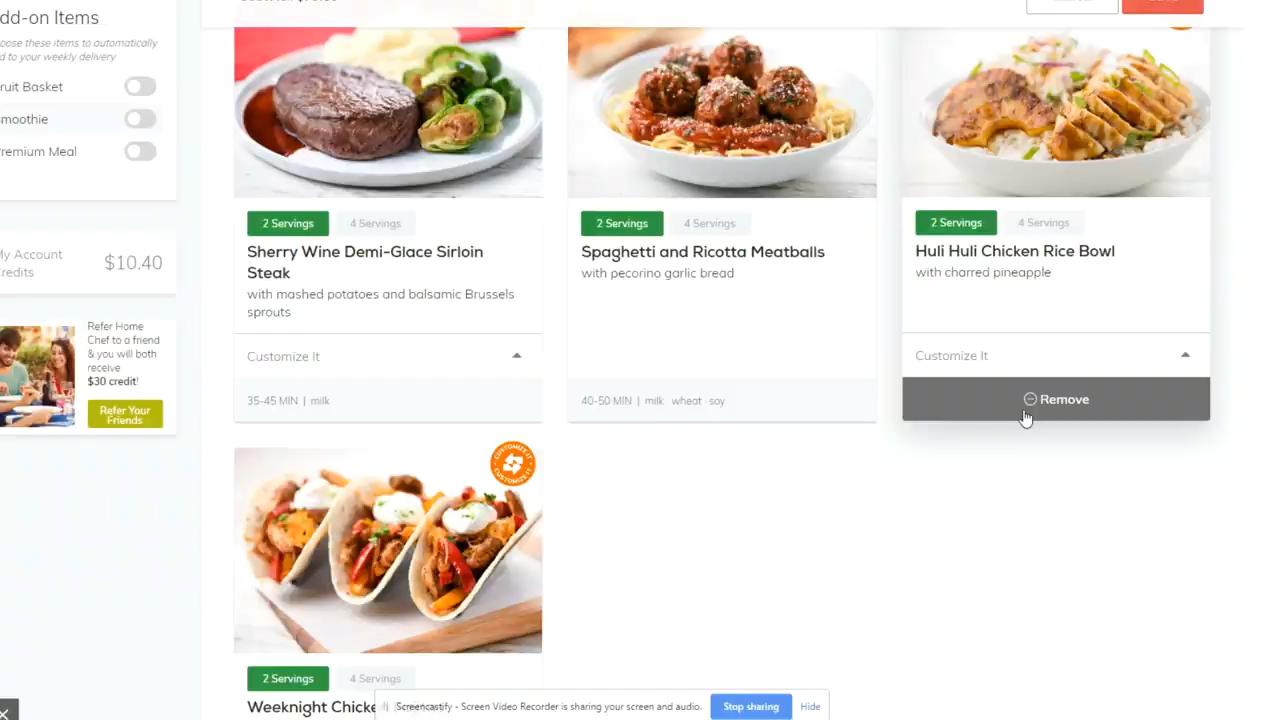 dd-on Items
oose these items to automatically
d to your weekly delivery
ruit Basket
moothie
remium Meal
My Account
Credits
$10.40
Refer Home
Chef to a friend
& you will both
receive
$30 credit!
Refer Your
Friends
2 Servings 4 Servings
Sherry Wine Demi-Glace Sirloin
Steak
with mashed potatoes and balsamic Brussels
sprouts
Customize It
35-45 MIN | milk
2 Servings 4 Servings
Spaghetti and Ricotta Meatballs
with pecorino garlic bread
40-50 MIN | milk wheat · soy
2 Servings 4 Servings
Huli Huli Chicken Rice Bowl
with charred pineapple
Customize It
Remove
CUSTOMIZE IT
CUSTOMIZE IT
2 Servings 4 Servings
Weeknight Chicke
Screencastify - Screen Video Recorder is sharing your screen and audio. Stop sharing Hide